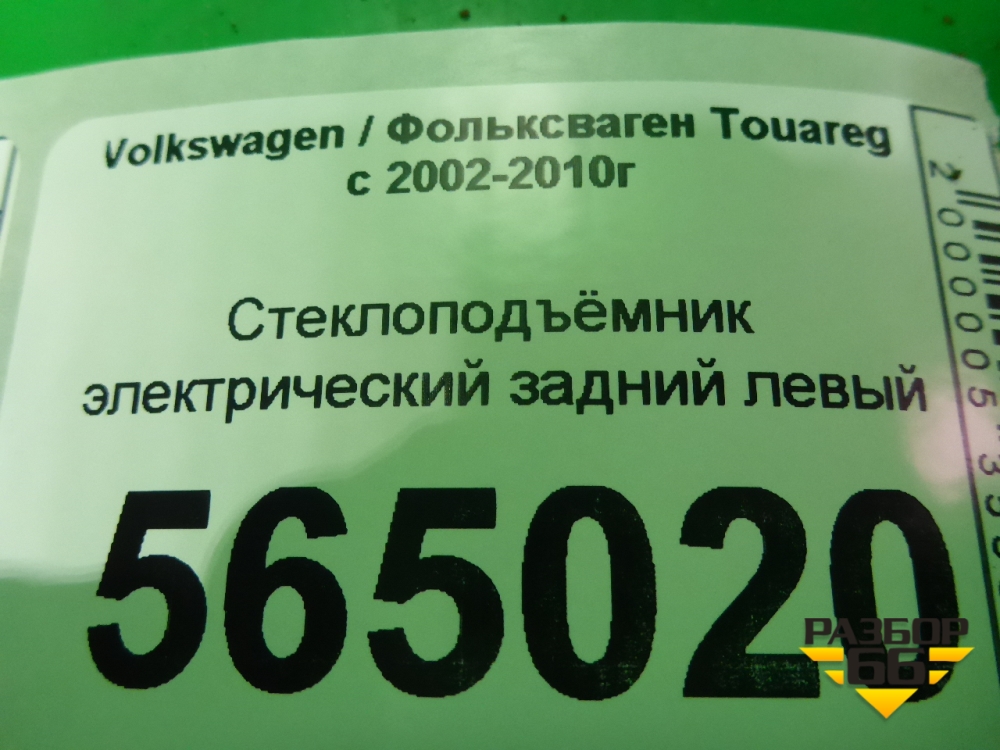 Volkswagen / Фольксваген Touareg
с 2002-2010г
Стеклоподъёмник
электрический задний левый
565020
РАЗБОР
66